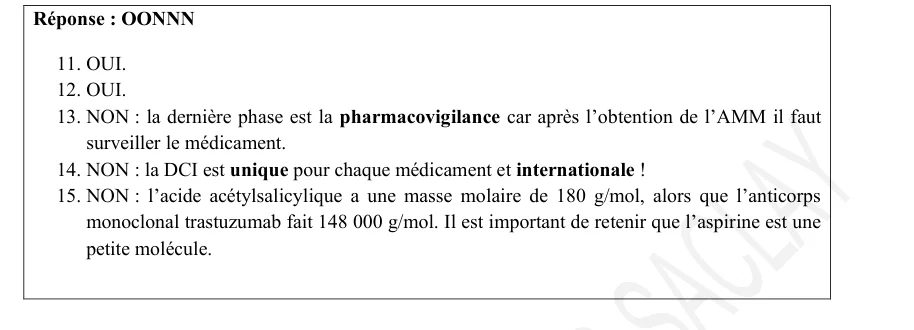 Réponse : OONNN
11. OUI.
12. OUI.
13. NON : la dernière phase est la pharmacovigilance car après l’obtention de l’AMM il faut
surveiller le médicament.
14. NON : la DCI est unique pour chaque médicament et internationale !
15. NON : l’acide acétylsalicylique a une masse molaire de 180 g/mol, alors que l’anticorps
monoclonal trastuzumab fait 148 000 g/mol. Il est important de retenir que l’aspirine est une
petite molécule.
SACLAY